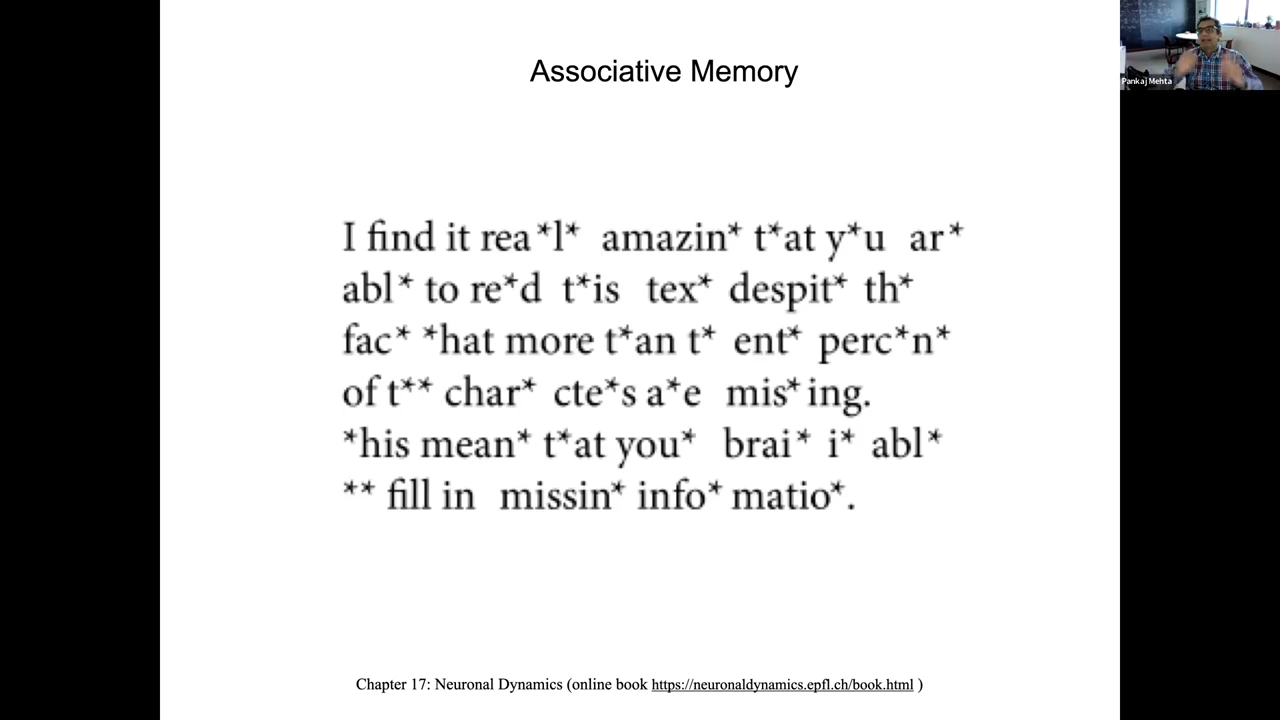 Associative Memory
Pankaj Mehta
I find it rea*l* amazin* t*at y*u ar*
abl* to re*d t*is tex* despit* th*
fac* *hat more t*an t* ent* perc*n*
of t** char* cte*s a*e mis*ing.
*his mean* t*at you* brai* i* abl*
** fill in missin* info* matio*.
Chapter 17: Neuronal Dynamics (online book https://neuronaldynamics.epfl.ch/book.html )